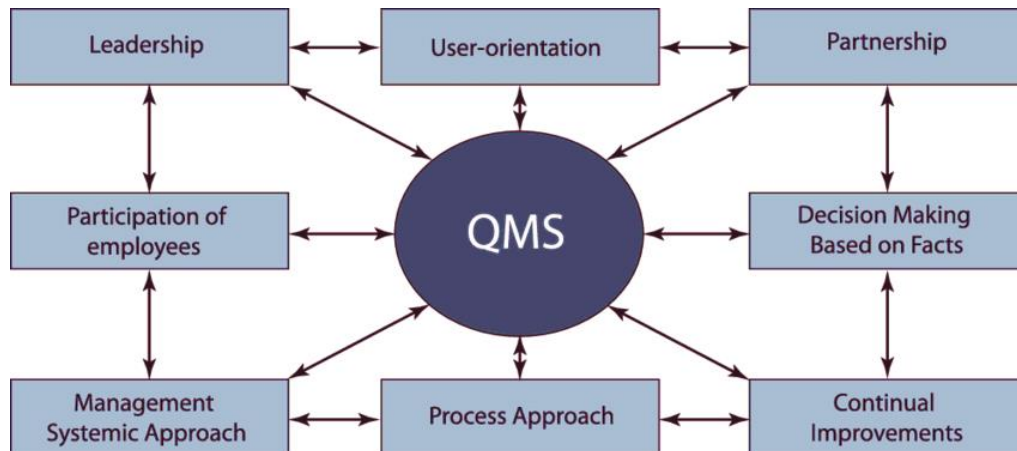 Leadership
User-orientation
Partnership
Participation of
employees
QMS
Decision Making
Based on Facts
Management
Systemic Approach
Process Approach
Continual
Improvements